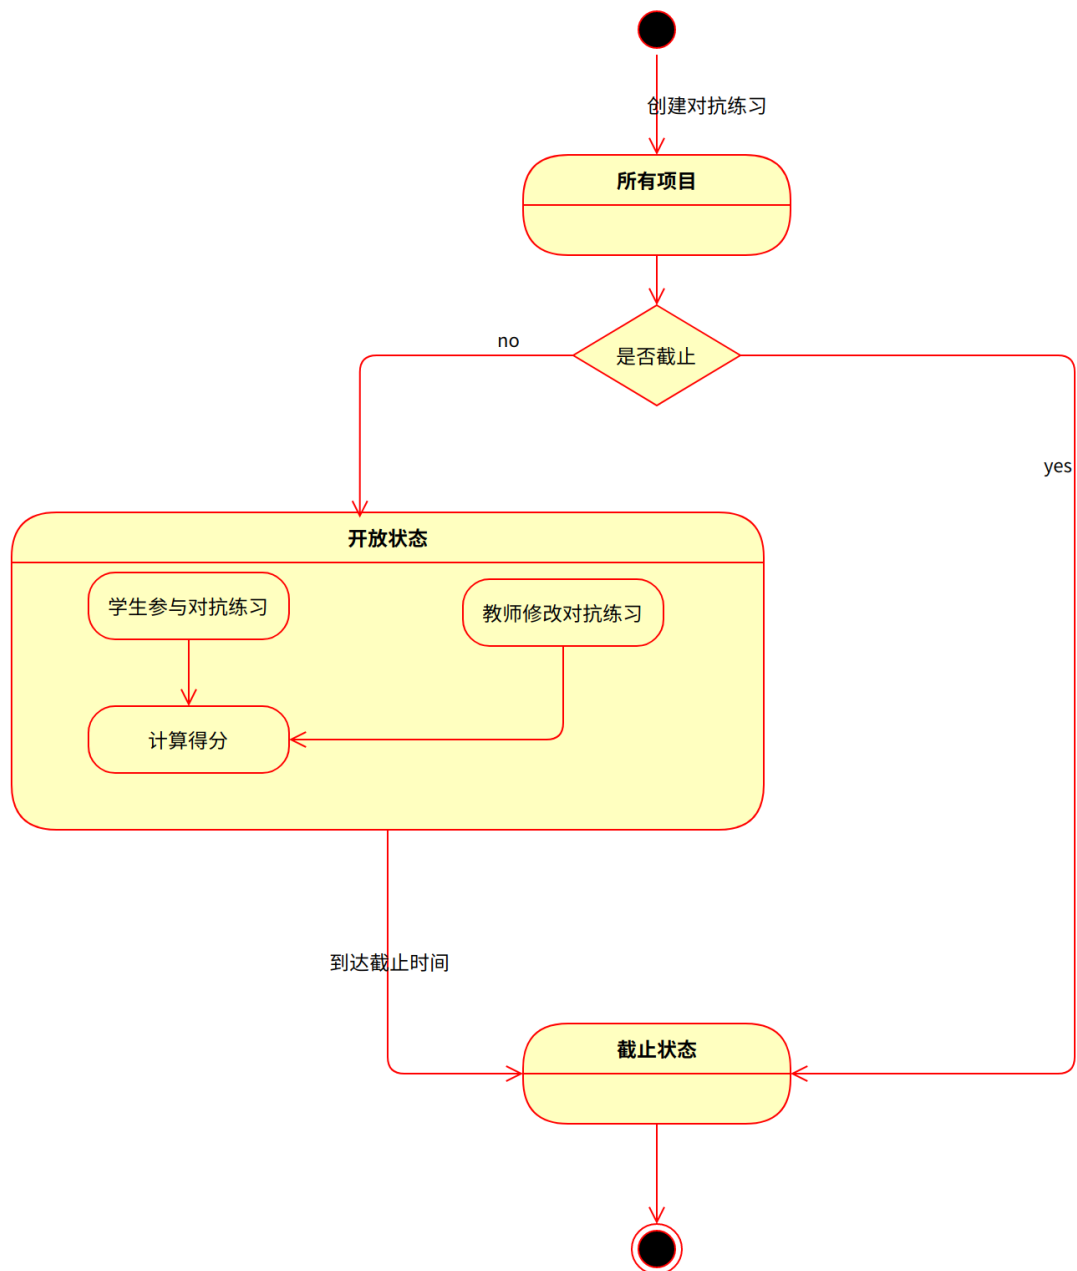 创建对抗练习
所有项目
是否截止
no
yes
开放状态
学生参与对抗练习
教师修改对抗练习
计算得分
到达截止时间
截止状态